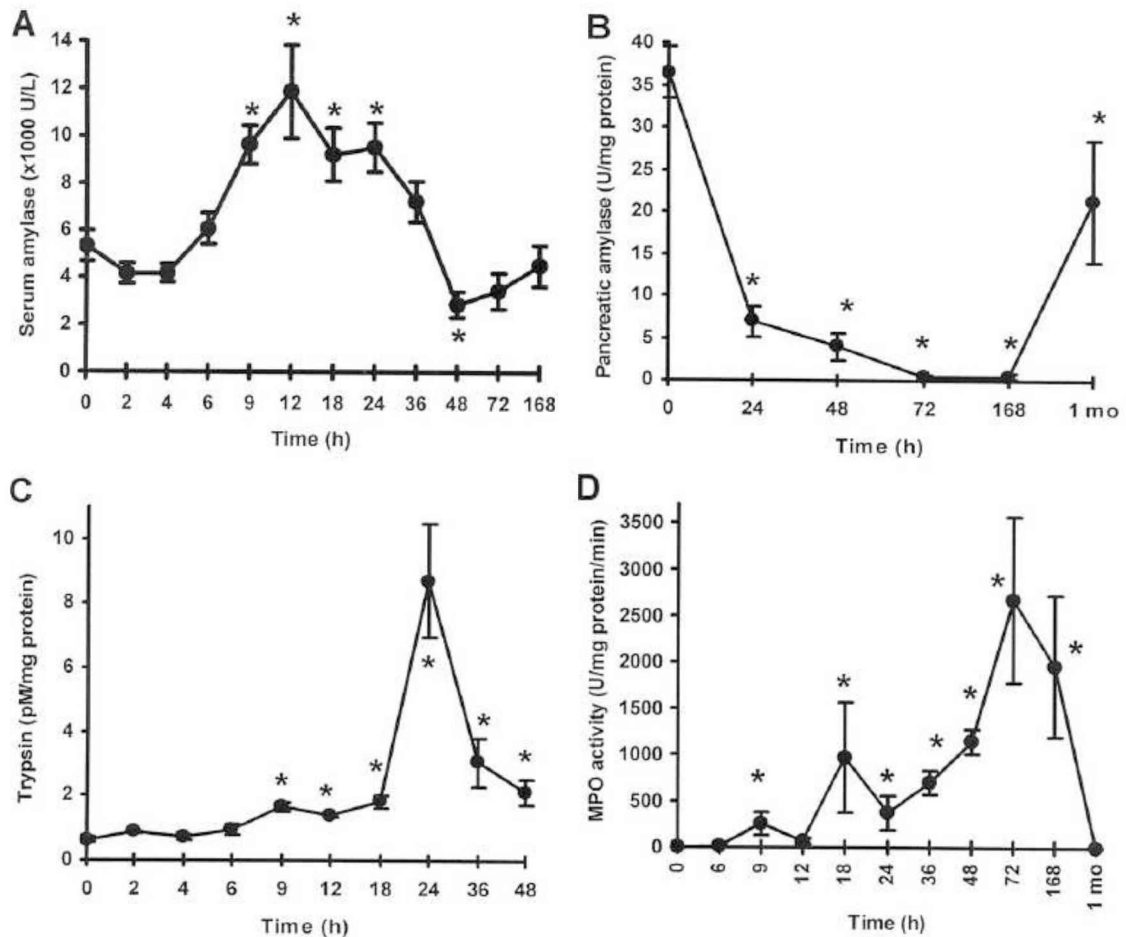 A
Serum amylase (x1000 U/L)
14
12
10
8
6
4
2
0
* * * * *
0 2 4 6 9 12 18 24 36 48 72 168
Time (h)
B
Pancreatic amylase (U/mg protein)
40
35
30
25
20
15
10
5
0
* * * * *
0 24 48 72 168 1 mo
Time (h)
C
Trypsin (pM/mg protein)
10
8
6
4
2
0
* * * * * *
0 2 4 6 9 12 18 24 36 48
Time (h)
D
MPO activity (U/mg protein/min)
3500
3000
2500
2000
1500
1000
500
0
* * * * * * *
0 6 9 12 18 24 36 48 72 168 1 mo
Time (h)